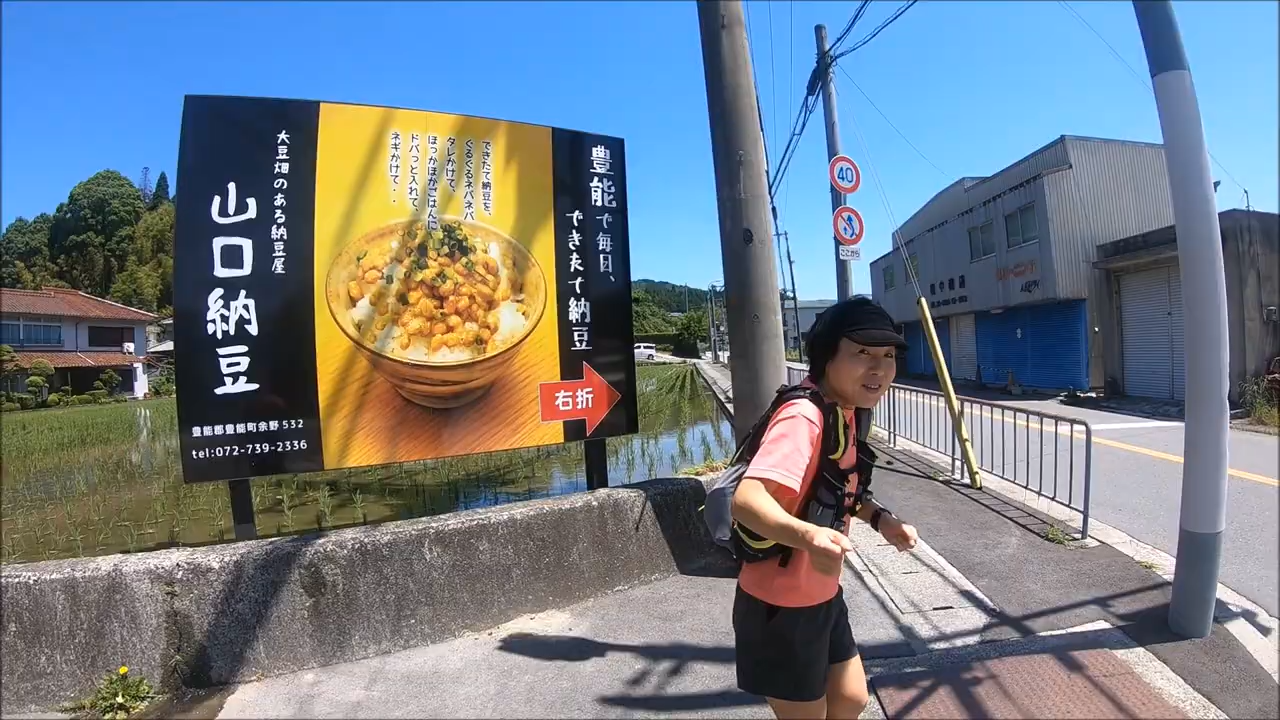 豊能で毎日、
できたて納豆
できたて納豆を、
ぐるぐるネバネバ
タレかけて、
ほっかほかごはんに
ドバっと入れて、
ネギかけて・・
大豆畑のある納豆屋
山口納豆
豊能郡豊能町余野532
tel:072-739-2336
右折
40
ここから